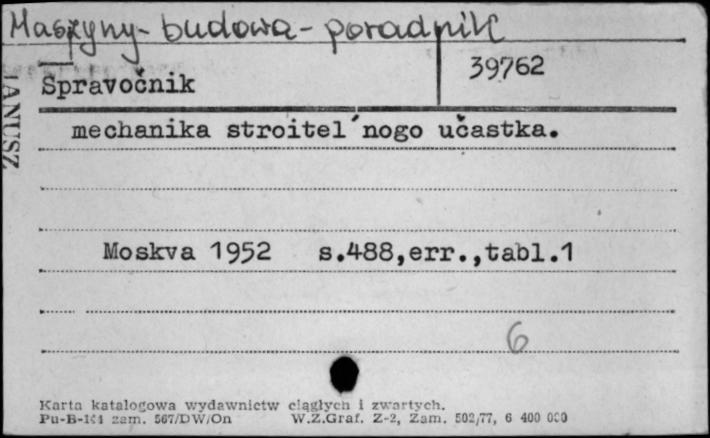 Maszyny - budowa - poradnik
39762
Spravočnik
mechanika stroitel´nogo učastka.
JANUSZ
Moskva 1952 s.488,err.,tabl.1
6
Karta katalogowa wydawnictw ciągłych i zwartych.
Pu-B-141 zam. 567/DW/On W.Z.Graf. Z-2, Zam. 502/77, 6 400 000